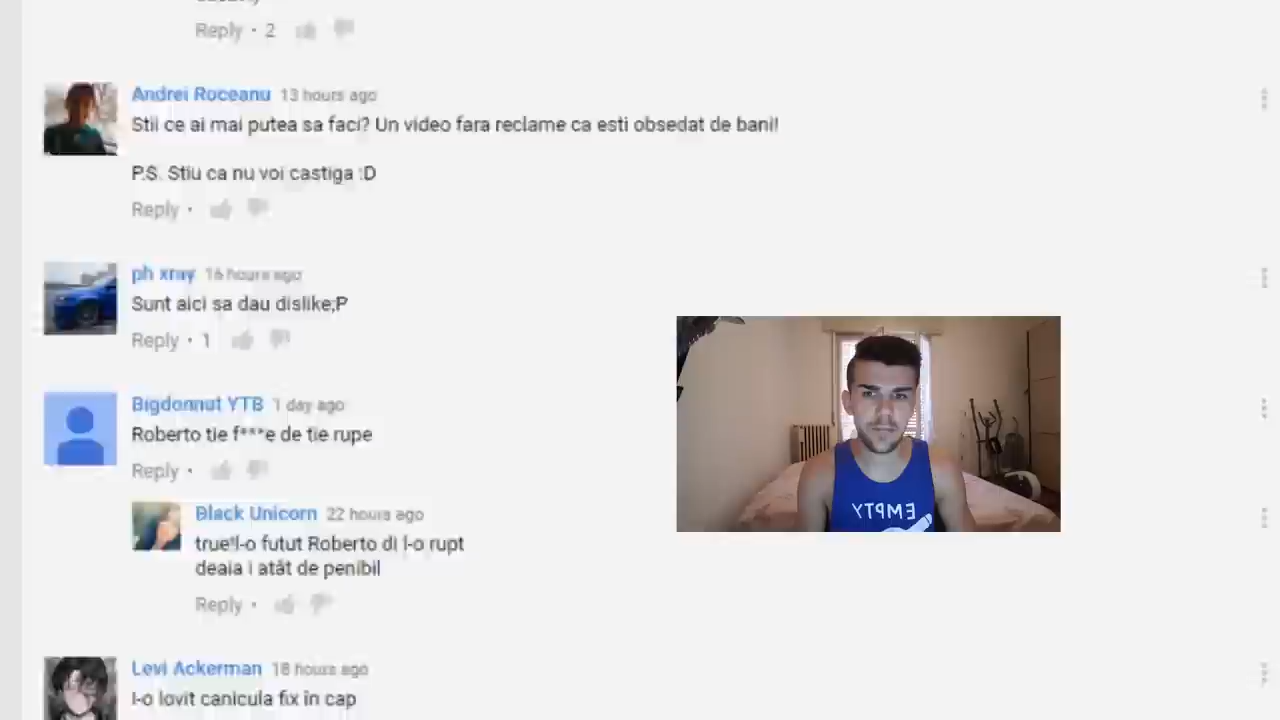 Reply • 2
Andrei Roceanu 13 hours ago
Stii ce ai mai putea sa faci? Un video fara reclame ca esti obsedat de bani!
P.S. Stiu ca nu voi castiga :D
Reply •
ph xray 16 hours ago
Sunt aici sa dau dislike;P
Reply • 1
Bigdonnut YTB 1 day ago
Roberto tie f***e de tie rupe
Reply •
Black Unicorn 22 hours ago
true!l-o futut Roberto di l-o rupt
deaia i atât de penibil
Reply •
Levi Ackerman 18 hours ago
l-o lovit canicula fix în cap
EMPTY